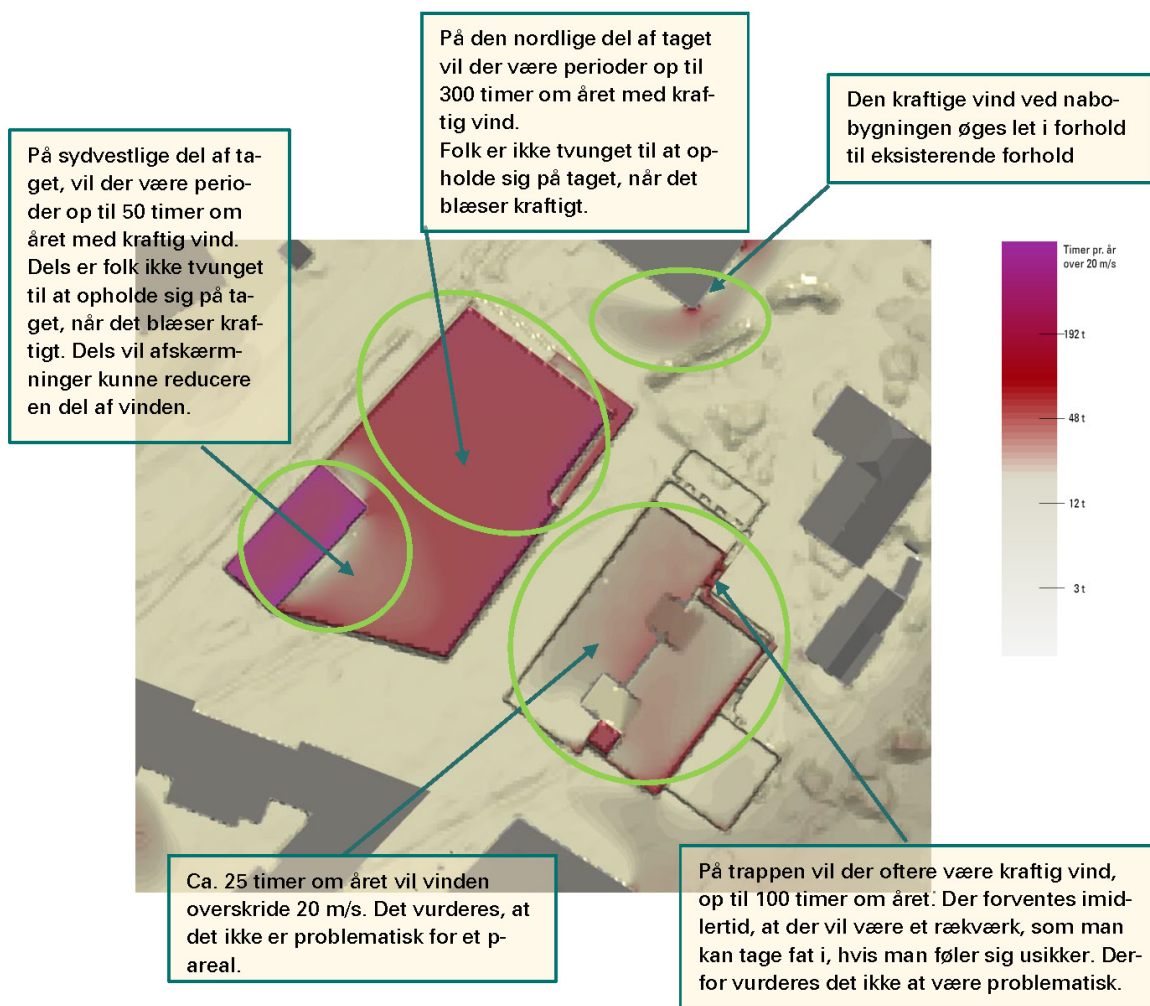 På den nordlige del af taget
vil der være perioder op til
300 timer om året med kraf-
tig vind.
Folk er ikke tvunget til at op-
holde sig på taget, når det
blæser kraftigt.
Den kraftige vind ved nabo-
bygningen øges let i forhold
til eksisterende forhold
På sydvestlige del af ta-
get, vil der være perio-
der op til 50 timer om
året med kraftig vind.
Dels er folk ikke tvunget
til at opholde sig på ta-
get, når det blæser kraf-
tigt. Dels vil afskærm-
ninger kunne reducere
en del af vinden.
Timer pr. år
over 20 m/s
192 t
48 t
12 t
3 t
Ca. 25 timer om året vil vinden
overskride 20 m/s. Det vurderes, at
det ikke er problematisk for et p-
areal.
På trappen vil der oftere være kraftig vind,
op til 100 timer om året. Der forventes imid-
lertid, at der vil være et rækværk, som man
kan tage fat i, hvis man føler sig usikker. Der-
for vurderes det ikke at være problematisk.